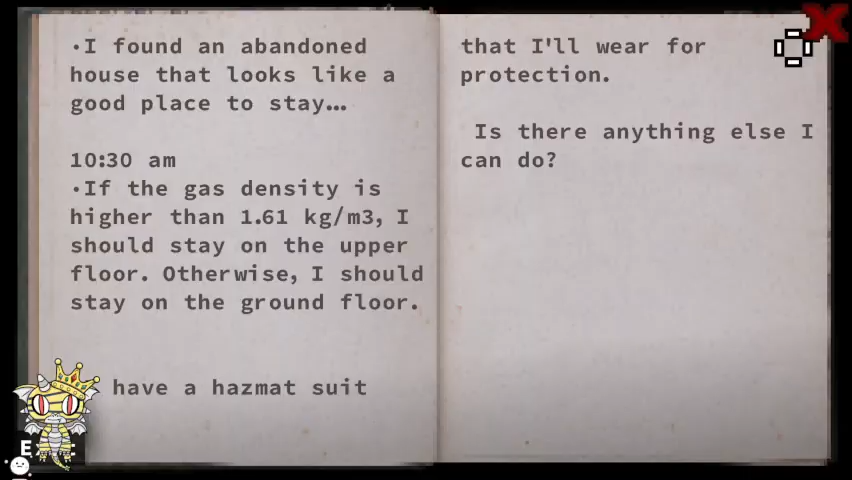 ·I found an abandoned
house that looks like a
good place to stay…
10:30 am
·If the gas density is
higher than 1.61 kg/m3, I
should stay on the upper
floor. Otherwise, I should
stay on the ground floor.
have a hazmat suit
that I'll wear for
protection.
Is there anything else I
can do?